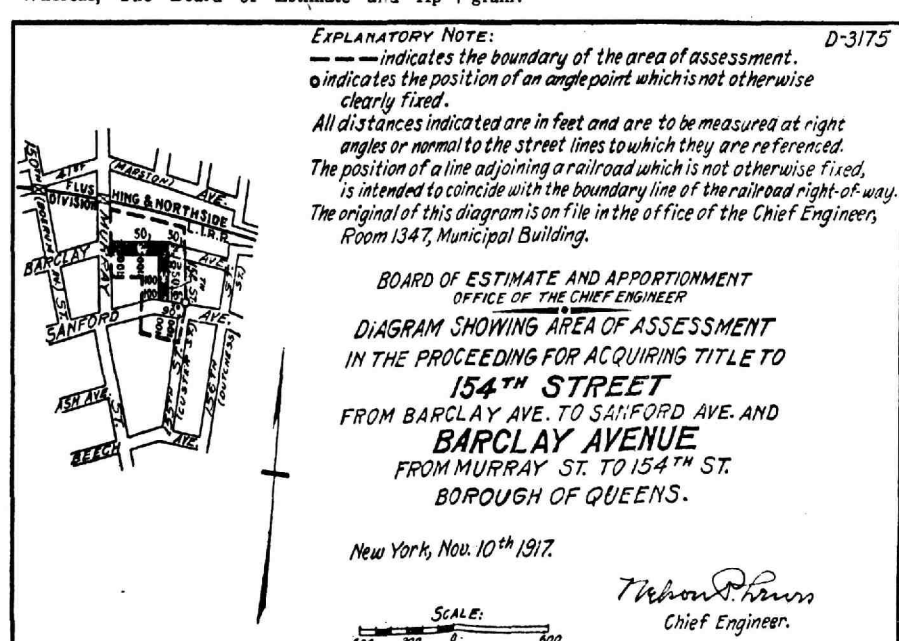 EXPLANATORY NOTE:
D-3175
indicates the boundary of the area of assessment.
indicates the position of an angle point which is not otherwise
clearly fixed.
All distances indicated are in feet and are to be measured at right
angles or normal to the street lines to which they are referenced.
The position of a line adjoining a railroad which is not otherwise fixed,
is intended to coincide with the boundary line of the railroad right-of-way.
The original of this diagram is on file in the office of the Chief Engineer,
Room 1347, Municipal Building.
BOARD OF ESTIMATE AND APPORTIONMENT
OFFICE OF THE CHIEF ENGINEER
DIAGRAM SHOWING AREA OF ASSESSMENT
IN THE PROCEEDING FOR ACQUIRING TITLE TO
154TH STREET
FROM BARCLAY AVE. TO SANFORD AVE. AND
BARCLAY AVENUE
FROM MURRAY ST. TO 154TH ST.
BOROUGH OF QUEENS.
New York, Nov. 10th 1917.
Nelson P. Lewis
Chief Engineer.
SCALE:
(MARSTON) AVE.
FLUSHING & NORTHSIDE
DIVISION
L.I.R.R.
50 50
MURRAY
BARCLAY
AVE.
SANFORD
AVE.
ASH AVE.
ST.
BEECH
AVE.
(CUSTER)